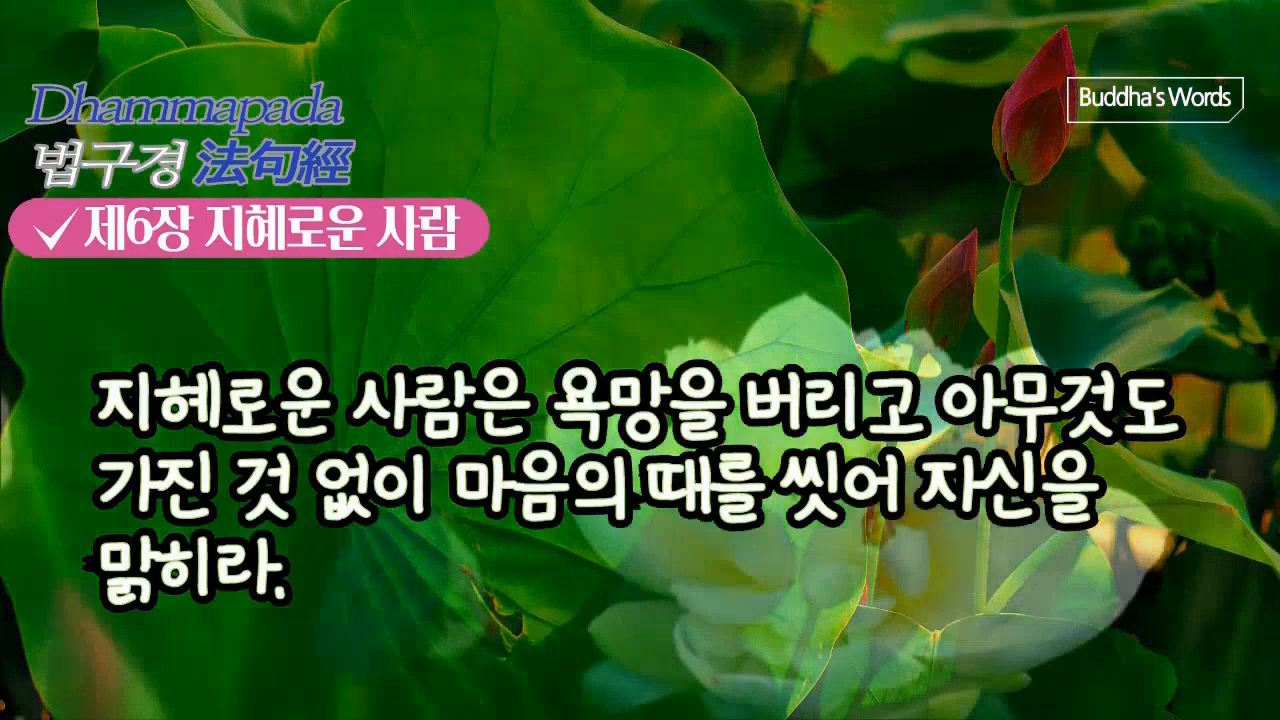 Dhammapada
Buddha's Words
법구경 法句經
제6장 지혜로운 사람
지혜로운 사람은 욕망을 버리고 아무것도
가진 것 없이 마음의 때를 씻어 자신을
맑히라.